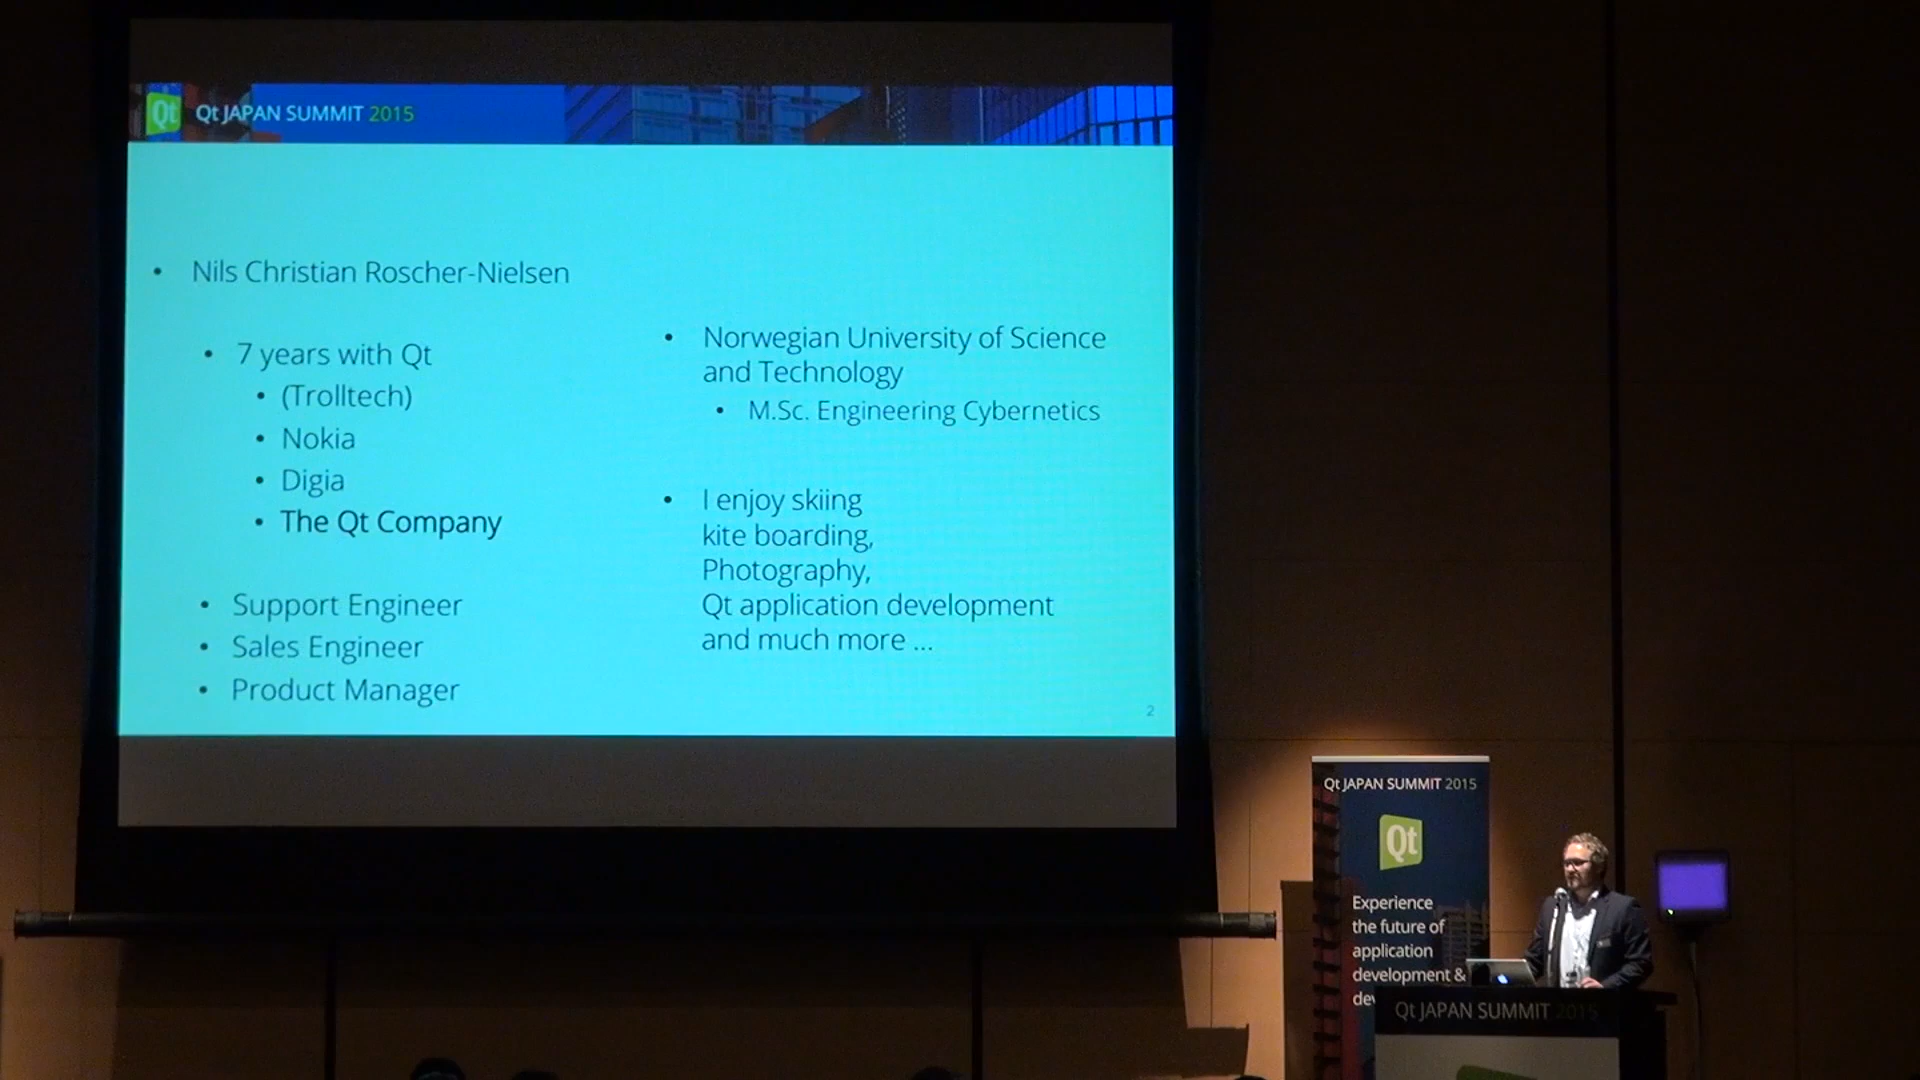 Qt Qt JAPAN SUMMIT 2015
• Nils Christian Roscher-Nielsen
• 7 years with Qt
• (Trolltech)
• Nokia
• Digia
• The Qt Company
• Support Engineer
• Sales Engineer
• Product Manager
• Norwegian University of Science
and Technology
• M.Sc. Engineering Cybernetics
• I enjoy skiing
kite boarding,
Photography,
Qt application development
and much more ...
2
Qt JAPAN SUMMIT 2015
Qt
Experience
the future of
application
development &
Qt JAPAN SUMMIT 2015